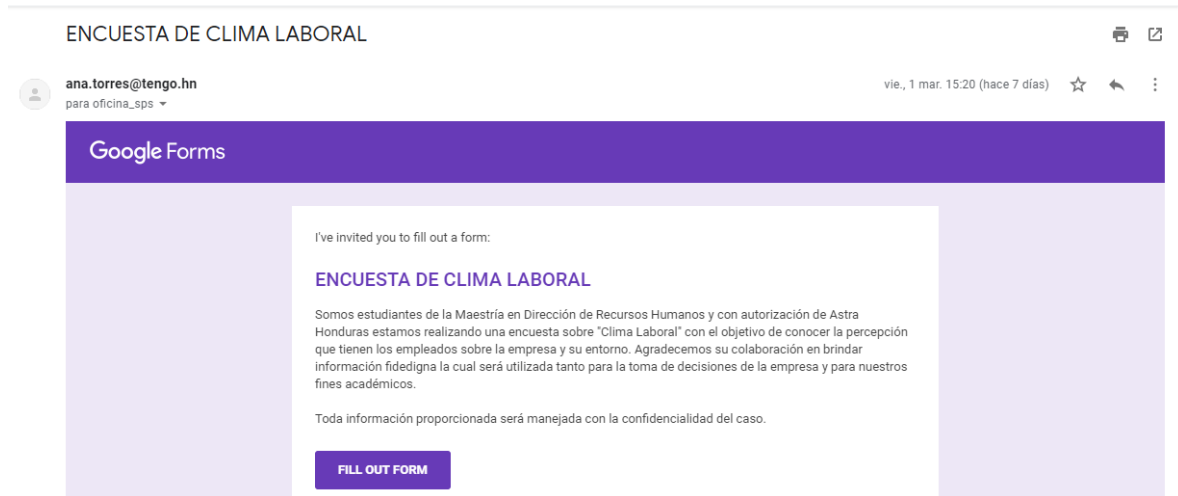 ENCUESTA DE CLIMA LABORAL
ana.torres@tengo.hn
vie., 1 mar. 15:20 (hace 7 días)
para oficina_sps
Google Forms
I've invited you to fill out a form:
ENCUESTA DE CLIMA LABORAL
Somos estudiantes de la Maestría en Dirección de Recursos Humanos y con autorización de Astra
Honduras estamos realizando una encuesta sobre "Clima Laboral" con el objetivo de conocer la percepción
que tienen los empleados sobre la empresa y su entorno. Agradecemos su colaboración en brindar
información fidedigna la cual será utilizada tanto para la toma de decisiones de la empresa y para nuestros
fines académicos.
Toda información proporcionada será manejada con la confidencialidad del caso.
FILL OUT FORM